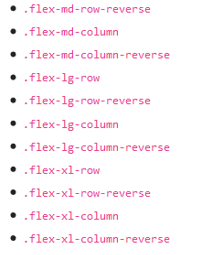 .flex-md-row-reverse
.flex-md-column
.flex-md-column-reverse
.flex-lg-row
.flex-lg-row-reverse
.flex-lg-column
.flex-lg-column-reverse
.flex-xl-row
.flex-xl-row-reverse
.flex-xl-column
.flex-xl-column-reverse